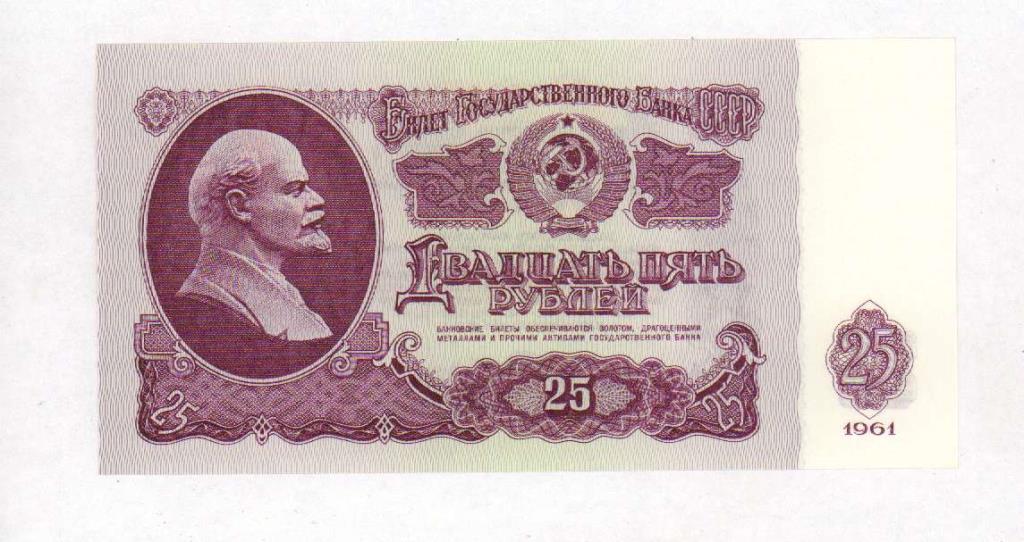 Билет Государственного Банка СССР
Двадцать пять
рублей
БАНКОВСКИЕ БИЛЕТЫ ОБЕСПЕЧИВАЮТСЯ ЗОЛОТОМ, ДРАГОЦЕННЫМИ
МЕТАЛЛАМИ И ПРОЧИМИ АКТИВАМИ ГОСУДАРСТВЕННОГО БАНКА
25
25
25
25
1961